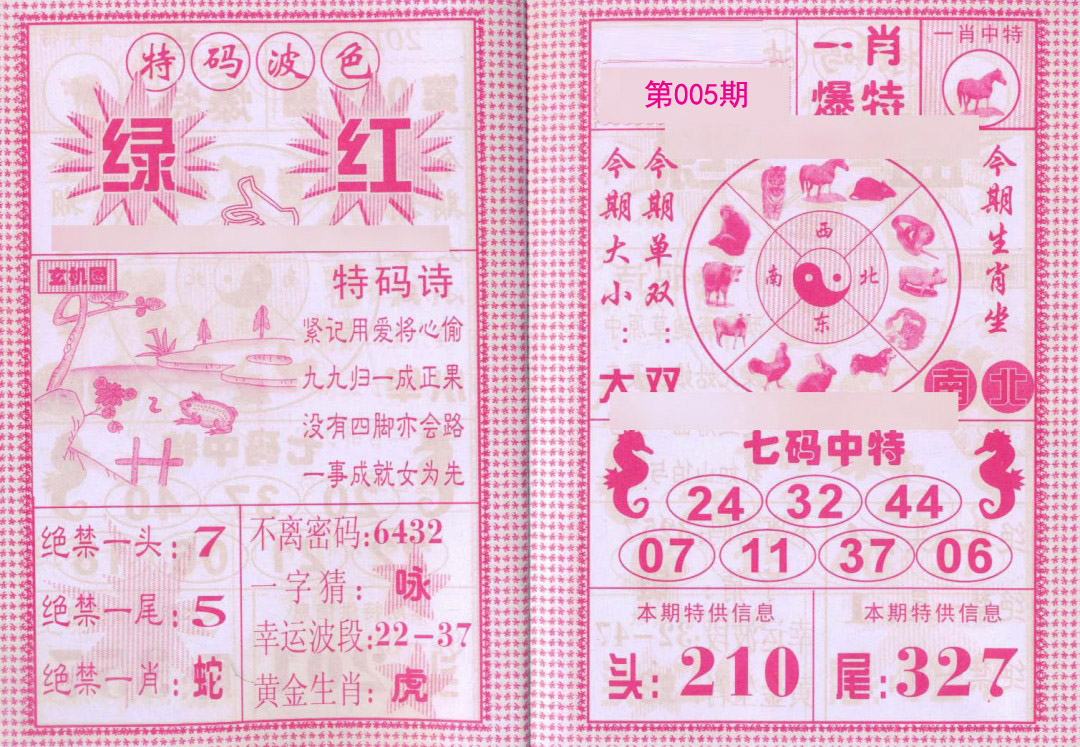 特码波色
绿 红
玄机图
特码诗
紧记用爱将心偷
九九归一成正果
没有四脚亦会路
一事成就女为先
绝禁一头:7
绝禁一尾:5
绝禁一肖:蛇
不离密码:6432
一字猜:咏
幸运波段:22-37
黄金生肖:虎
第005期
一肖
爆特
一肖中特
今期大小:大
今期单双:双
西
南 北
东
今期生肖坐
南北
七码中特
24 32 44
07 11 37 06
本期特供信息
头:210
本期特供信息
尾:327